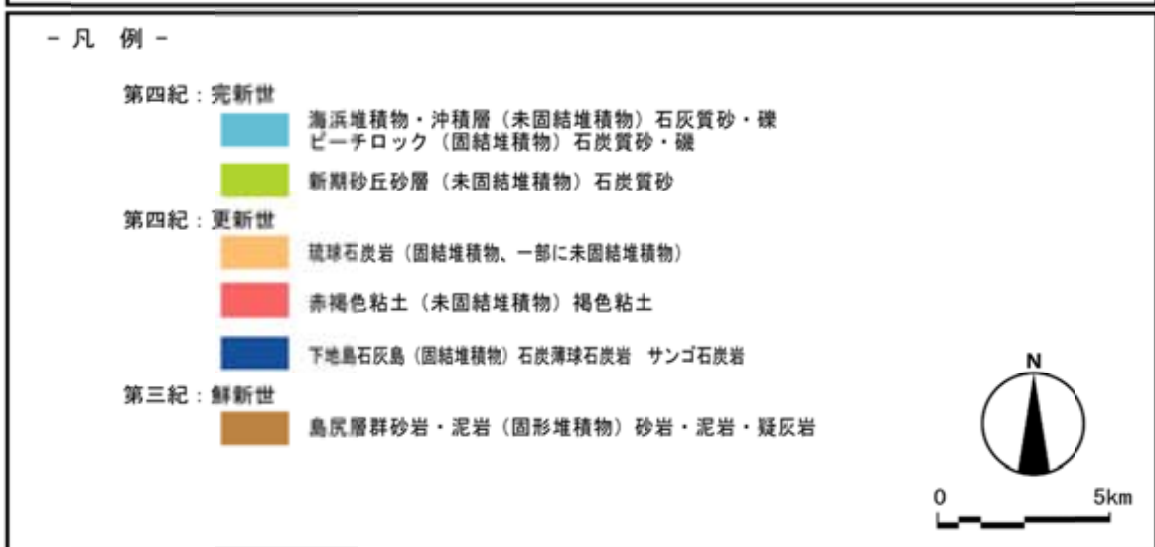 - 凡 例 -
第四紀：完新世
海浜堆積物・沖積層（未固結堆積物）石灰質砂・礫
ビーチロック（固結堆積物）石炭質砂・磯
新期砂丘砂層（未固結堆積物）石炭質砂
第四紀：更新世
琉球石炭岩（固結堆積物、一部に未固結堆積物）
赤褐色粘土（未固結堆積物）褐色粘土
下地島石灰島（固結堆積物）石炭薄球石炭岩 サンゴ石炭岩
第三紀：鮮新世
島尻層群砂岩・泥岩（固形堆積物）砂岩・泥岩・疑灰岩
N
0 5km